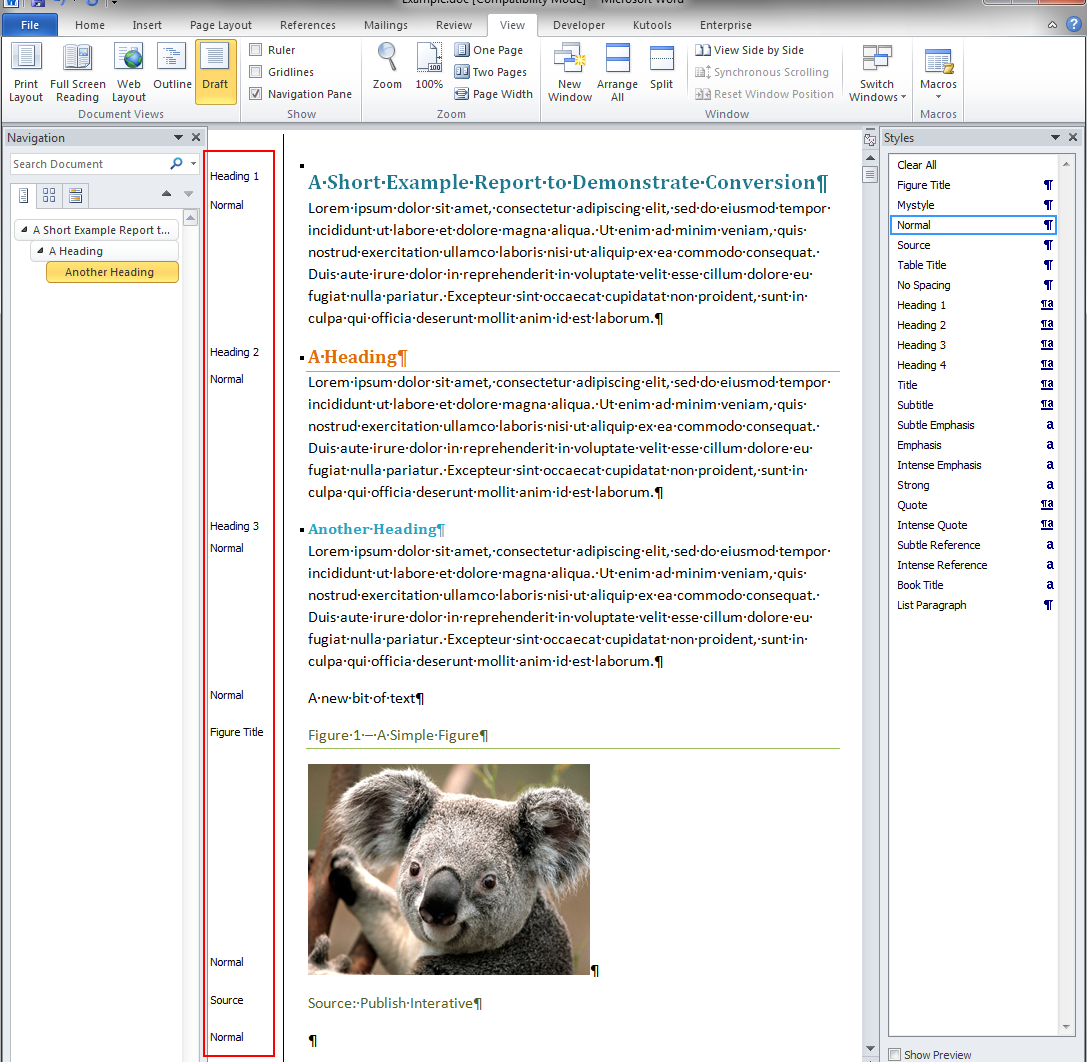 Example.doc [Compatibility Mode] - Microsoft Word
File Home Insert Page Layout References Mailings Review View Developer Kutools Enterprise
Print Layout
Full Screen Reading
Web Layout
Outline
Draft
Document Views
Ruler
Gridlines
Navigation Pane
Show
Zoom
100
100%
One Page
Two Pages
Page Width
Zoom
New Window
Arrange All
Split
View Side by Side
Synchronous Scrolling
Reset Window Position
Window
Switch Windows
Macros
Macros
Navigation
Search Document
A Short Example Report t...
A Heading
Another Heading
Heading 1
A·Short·Example·Report·to·Demonstrate·Conversion¶
Normal
Lorem·ipsum·dolor·sit·amet,·consectetur·adipiscing·elit,·sed·do·eiusmod·tempor·
incididunt·ut·labore·et·dolore·magna·aliqua.·Ut·enim·ad·minim·veniam,·quis·
nostrud·exercitation·ullamco·laboris·nisi·ut·aliquip·ex·ea·commodo·consequat.·
Duis·aute·irure·dolor·in·reprehenderit·in·voluptate·velit·esse·cillum·dolore·eu·
fugiat·nulla·pariatur.·Excepteur·sint·occaecat·cupidatat·non·proident,·sunt·in·
culpa·qui·officia·deserunt·mollit·anim·id·est·laborum.¶
Heading 2
A·Heading¶
Normal
Lorem·ipsum·dolor·sit·amet,·consectetur·adipiscing·elit,·sed·do·eiusmod·tempor·
incididunt·ut·labore·et·dolore·magna·aliqua.·Ut·enim·ad·minim·veniam,·quis·
nostrud·exercitation·ullamco·laboris·nisi·ut·aliquip·ex·ea·commodo·consequat.·
Duis·aute·irure·dolor·in·reprehenderit·in·voluptate·velit·esse·cillum·dolore·eu·
fugiat·nulla·pariatur.·Excepteur·sint·occaecat·cupidatat·non·proident,·sunt·in·
culpa·qui·officia·deserunt·mollit·anim·id·est·laborum.¶
Heading 3
Another·Heading¶
Normal
Lorem·ipsum·dolor·sit·amet,·consectetur·adipiscing·elit,·sed·do·eiusmod·tempor·
incididunt·ut·labore·et·dolore·magna·aliqua.·Ut·enim·ad·minim·veniam,·quis·
nostrud·exercitation·ullamco·laboris·nisi·ut·aliquip·ex·ea·commodo·consequat.·
Duis·aute·irure·dolor·in·reprehenderit·in·voluptate·velit·esse·cillum·dolore·eu·
fugiat·nulla·pariatur.·Excepteur·sint·occaecat·cupidatat·non·proident,·sunt·in·
culpa·qui·officia·deserunt·mollit·anim·id·est·laborum.¶
Normal
A·new·bit·of·text¶
Figure Title
Figure·1·–·A·Simple·Figure¶
Normal
¶
Source
Source:·Publish·Interative¶
Normal
¶
Styles
Clear All
Figure Title ¶
Mystyle ¶
Normal ¶
Source ¶
Table Title ¶
No Spacing ¶
Heading 1 ¶a
Heading 2 ¶a
Heading 3 ¶a
Heading 4 ¶a
Title ¶a
Subtitle ¶a
Subtle Emphasis a
Emphasis a
Intense Emphasis a
Strong a
Quote ¶a
Intense Quote ¶a
Subtle Reference a
Intense Reference a
Book Title a
List Paragraph ¶
Show Preview